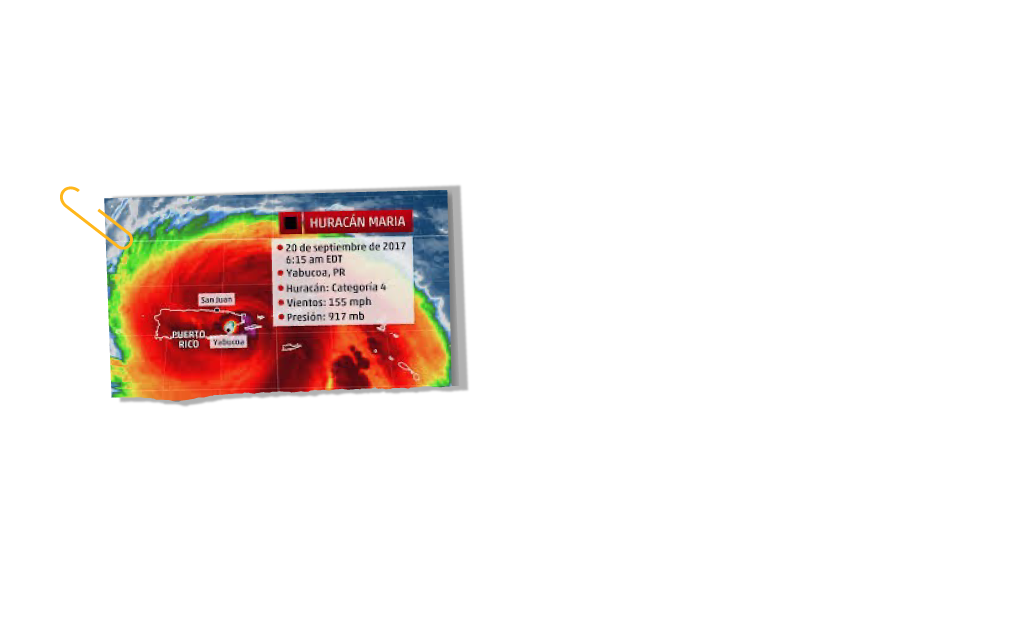 HURACÁN MARIA
20 de septiembre de 2017
6:15 am EDT
Yabucoa, PR
Huracán: Categoría 4
Vientos: 155 mph
Presión: 917 mb
San Juan
PUERTO
RICO
Yabucoa